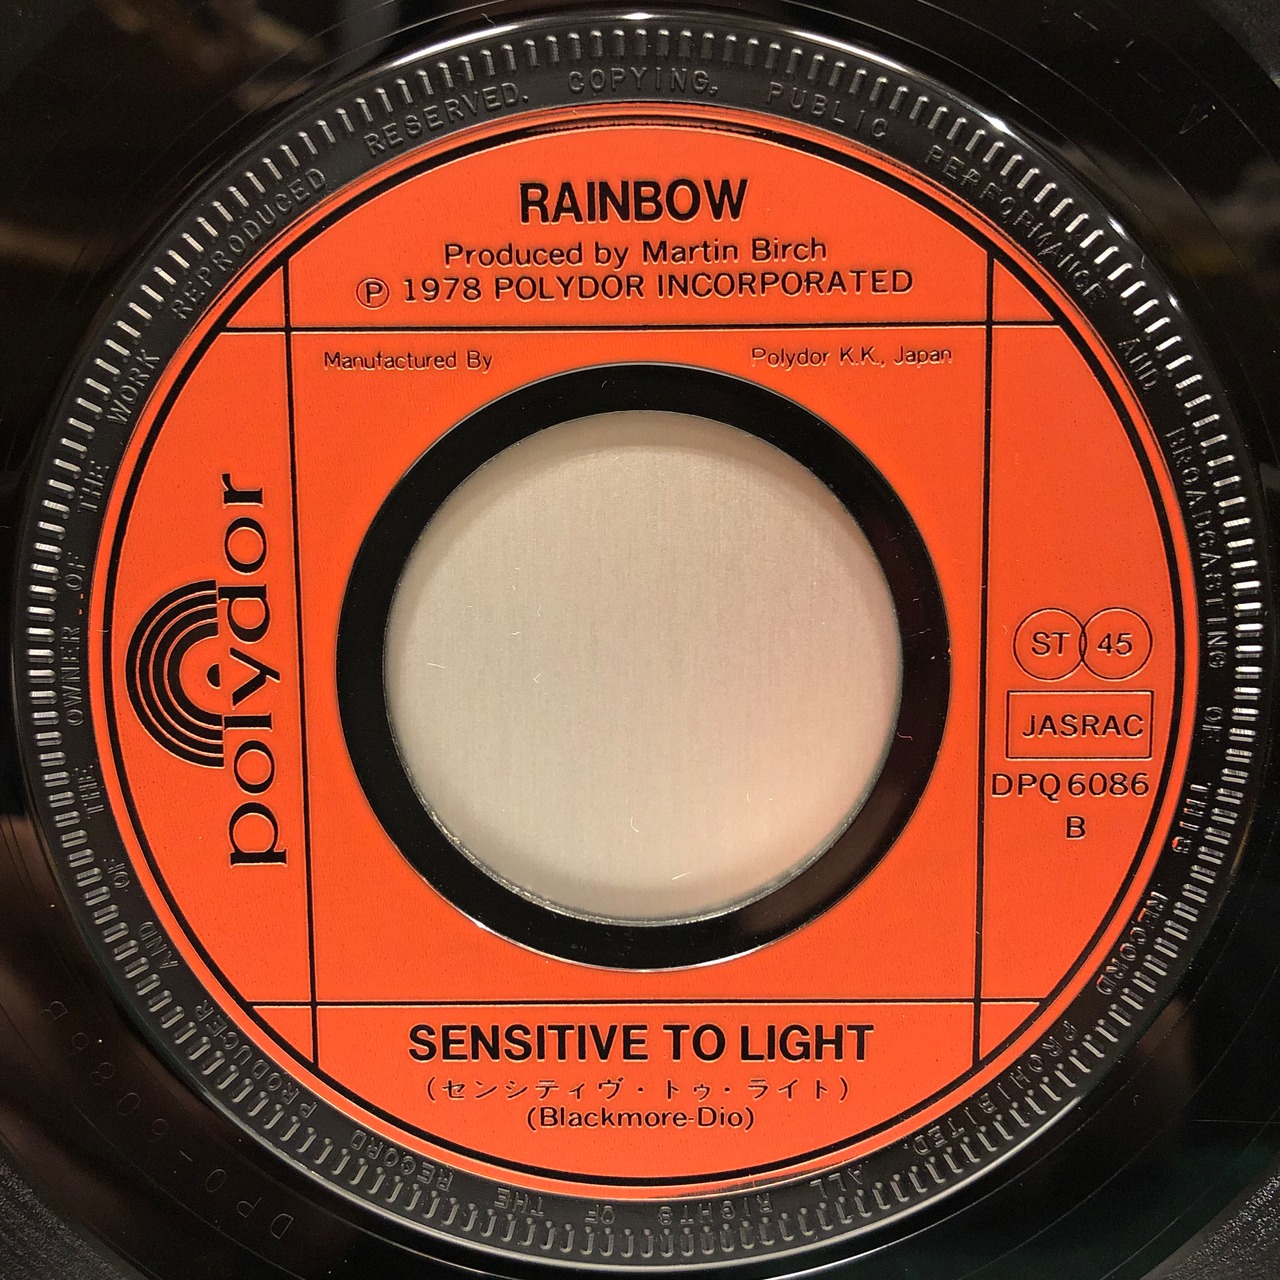 RAINBOW
Produced by Martin Birch
Ⓟ 1978 POLYDOR INCORPORATED
Manufactured By
Polydor K.K., Japan
polydor
ST 45
JASRAC
DPQ 6086
B
SENSITIVE TO LIGHT
(センシティヴ・トゥ・ライト)
(Blackmore-Dio)
ALL RIGHTS OF THE RECORD PRODUCER AND OF THE OWNER OF THE WORK REPRODUCED RESERVED. COPYING, PUBLIC PERFORMANCE AND BROADCASTING OF THIS RECORD PROHIBITED.
DPQ-6086B